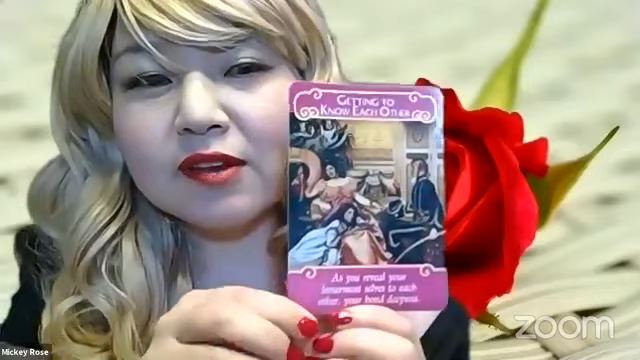 Getting to
Know Each Other
As you reveal your
innermost selves to each
other, your bond deepens.
Mickey Rose
zoom